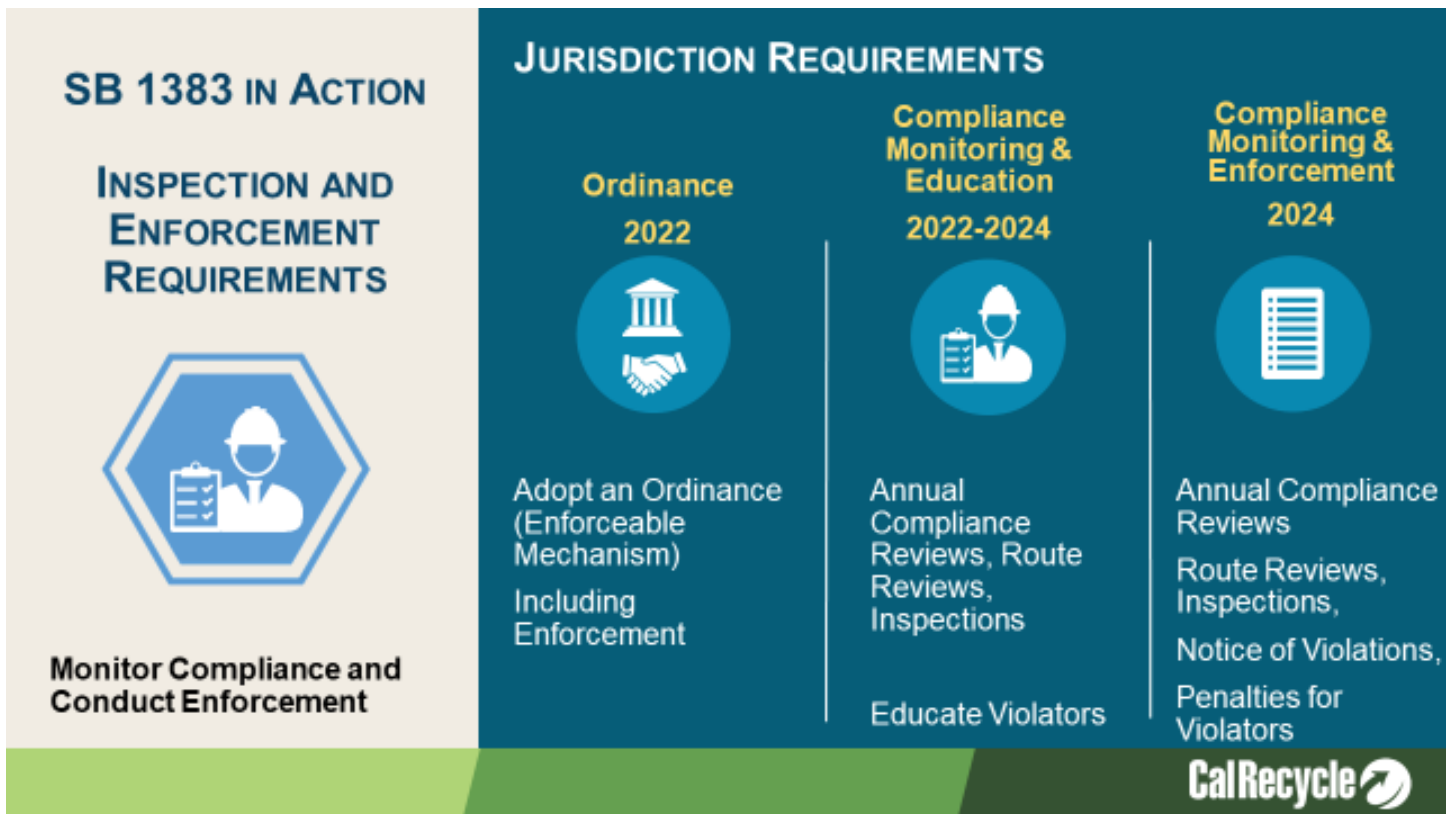 SB 1383 IN ACTION
INSPECTION AND
ENFORCEMENT
REQUIREMENTS
Monitor Compliance and
Conduct Enforcement
JURISDICTION REQUIREMENTS
Ordinance
2022
Adopt an Ordinance
(Enforceable
Mechanism)
Including
Enforcement
Compliance
Monitoring &
Education
2022-2024
Annual
Compliance
Reviews, Route
Reviews,
Inspections
Educate Violators
Compliance
Monitoring &
Enforcement
2024
Annual Compliance
Reviews
Route Reviews,
Inspections,
Notice of Violations,
Penalties for
Violators
CalRecycle